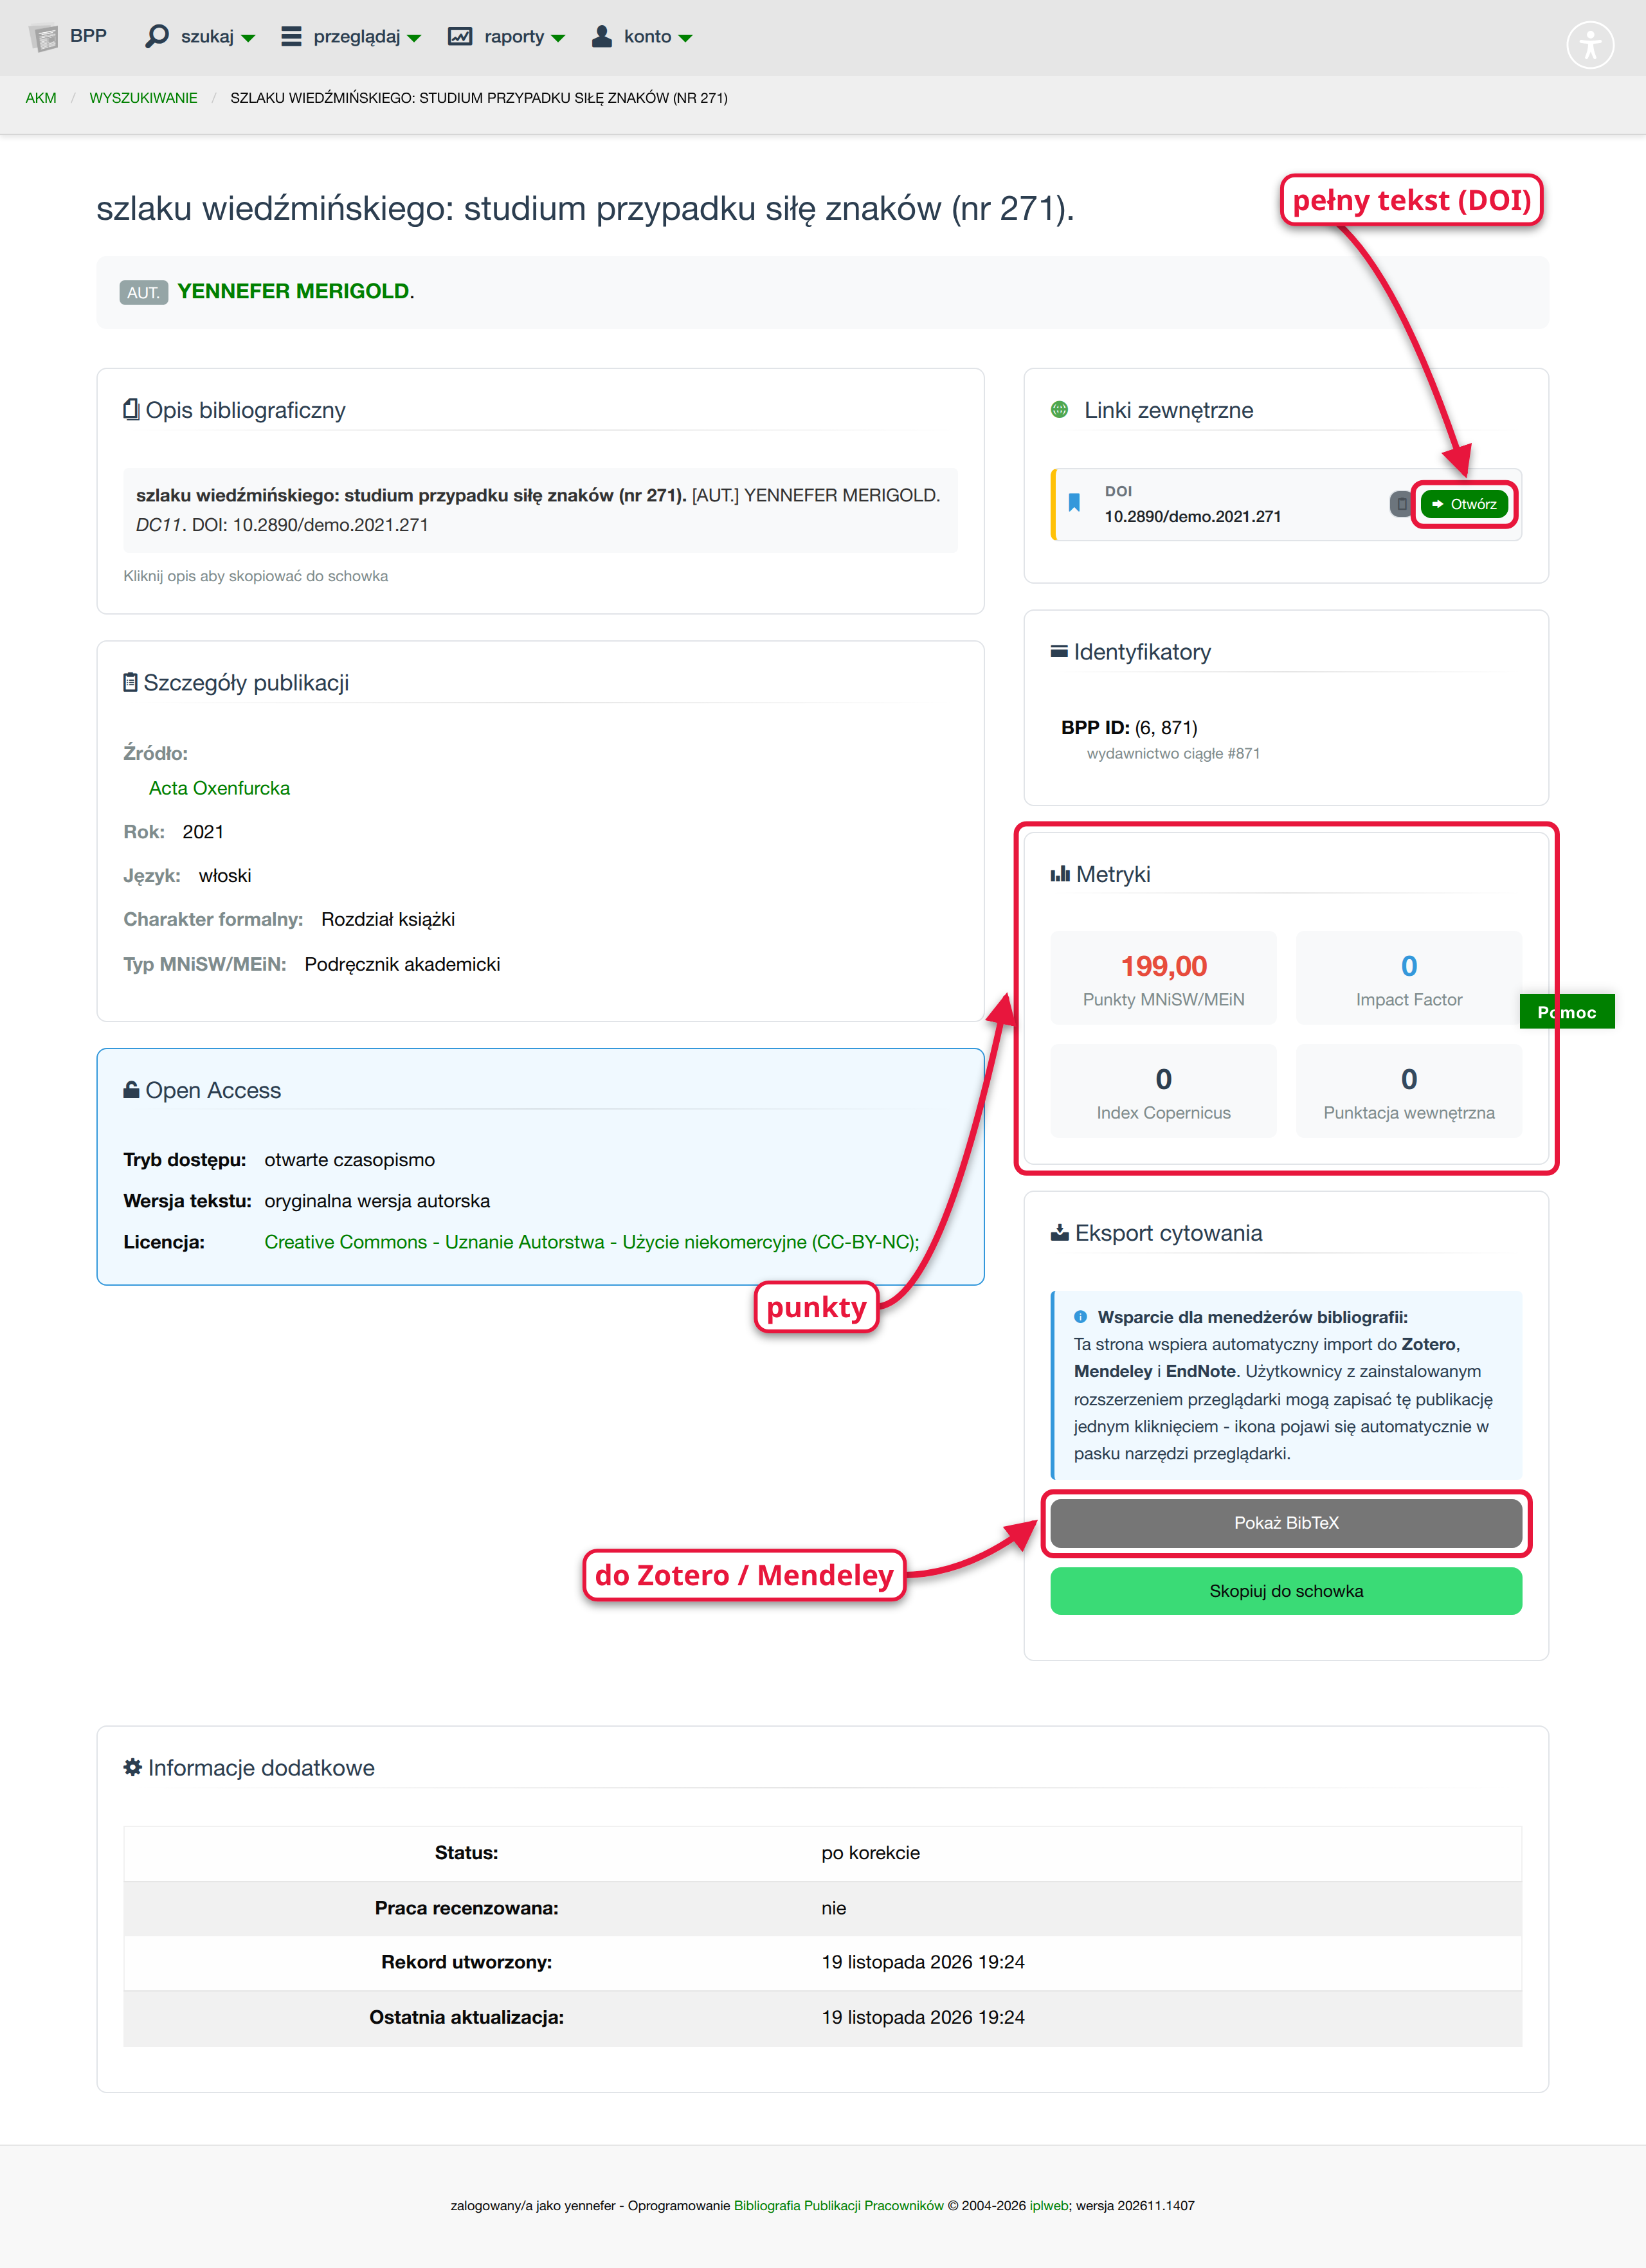 BPP szukaj przeglądaj raporty konto
AKM / WYSZUKIWANIE / SZLAKU WIEDŹMIŃSKIEGO: STUDIUM PRZYPADKU SIŁĘ ZNAKÓW (NR 271)
pełny tekst (DOI)
szlaku wiedźmińskiego: studium przypadku siłę znaków (nr 271).
AUT. YENNEFER MERIGOLD.
Opis bibliograficzny
szlaku wiedźmińskiego: studium przypadku siłę znaków (nr 271). [AUT.] YENNEFER MERIGOLD.
DC11. DOI: 10.2890/demo.2021.271
Kliknij opis aby skopiować do schowka
Linki zewnętrzne
DOI
10.2890/demo.2021.271
Otwórz
Szczegóły publikacji
Źródło:
Acta Oxenfurcka
Rok: 2021
Język: włoski
Charakter formalny: Rozdział książki
Typ MNiSW/MEiN: Podręcznik akademicki
Identyfikatory
BPP ID: (6, 871)
wydawnictwo ciągłe #871
Metryki
199,00
Punkty MNiSW/MEiN
0
Impact Factor
0
Index Copernicus
0
Punktacja wewnętrzna
Pomoc
Open Access
Tryb dostępu: otwarte czasopismo
Wersja tekstu: oryginalna wersja autorska
Licencja: Creative Commons - Uznanie Autorstwa - Użycie niekomercyjne (CC-BY-NC);
punkty
Eksport cytowania
Wsparcie dla menedżerów bibliografii:
Ta strona wspiera automatyczny import do Zotero,
Mendeley i EndNote. Użytkownicy z zainstalowanym
rozszerzeniem przeglądarki mogą zapisać tę publikację
jednym kliknięciem - ikona pojawi się automatycznie w
pasku narzędzi przeglądarki.
Pokaż BibTeX
do Zotero / Mendeley
Skopiuj do schowka
Informacje dodatkowe
Status: po korekcie
Praca recenzowana: nie
Rekord utworzony: 19 listopada 2026 19:24
Ostatnia aktualizacja: 19 listopada 2026 19:24
zalogowany/a jako yennefer - Oprogramowanie Bibliografia Publikacji Pracowników © 2004-2026 iplweb; wersja 202611.1407